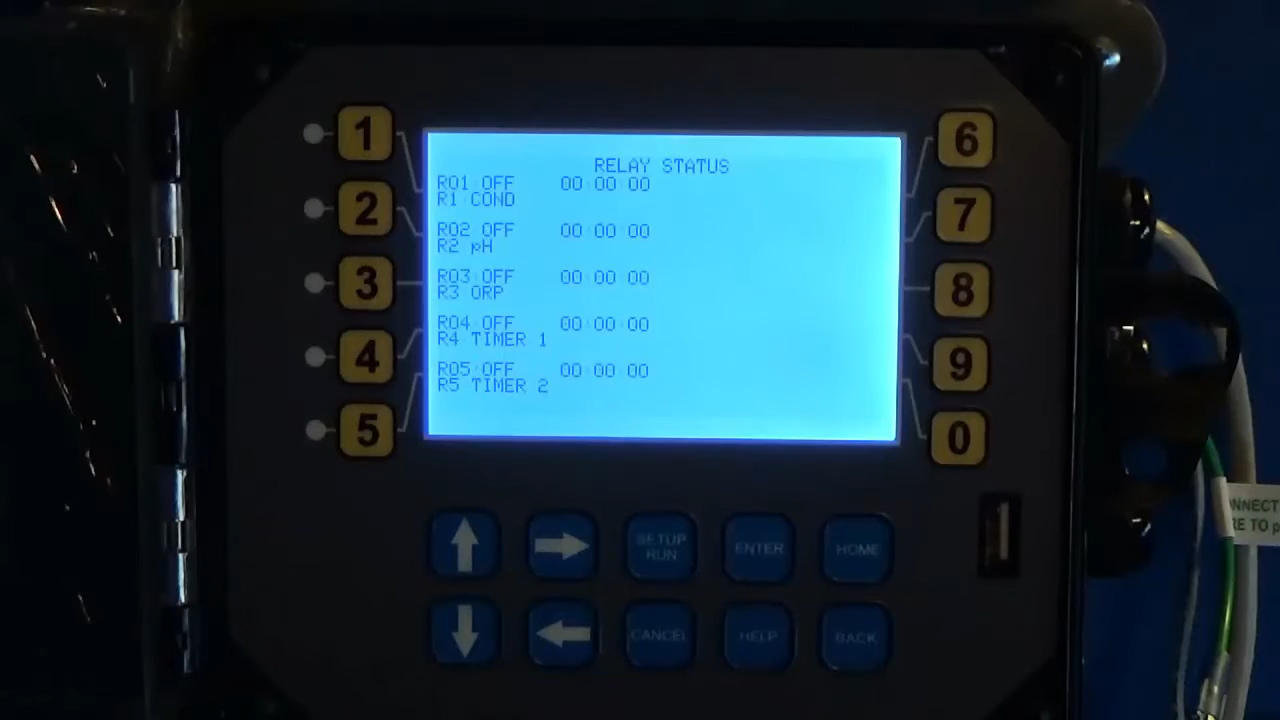 RELAY STATUS
R01:OFF 00:00:00
R1 COND
R02 OFF 00:00:00
R2 pH
R03:OFF 00:00:00
R3 ORP
R04 OFF 00:00:00
R4 TIMER 1
R05:OFF 00:00:00
R5 TIMER 2
1
2
3
4
5
6
7
8
9
0
SETUP
RUN
ENTER
HOME
CANCEL
HELP
BACK
TO